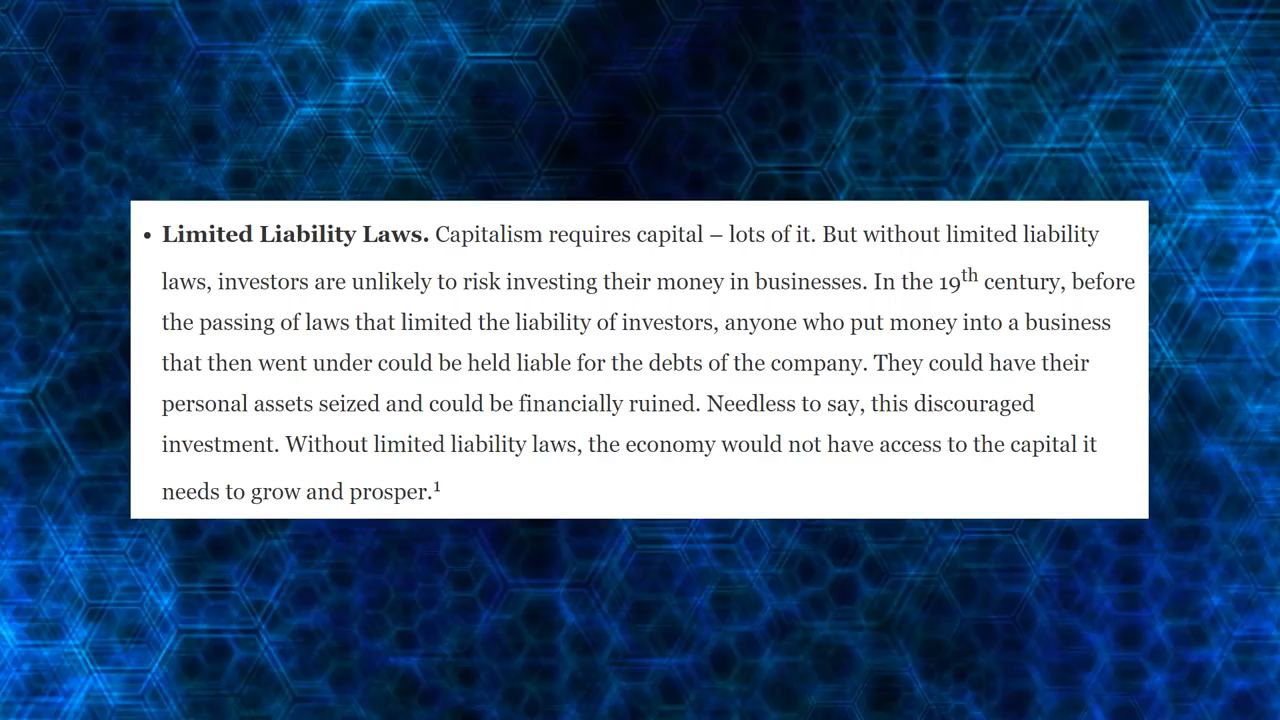 • Limited Liability Laws. Capitalism requires capital – lots of it. But without limited liability
laws, investors are unlikely to risk investing their money in businesses. In the 19th century, before
the passing of laws that limited the liability of investors, anyone who put money into a business
that then went under could be held liable for the debts of the company. They could have their
personal assets seized and could be financially ruined. Needless to say, this discouraged
investment. Without limited liability laws, the economy would not have access to the capital it
needs to grow and prosper.¹